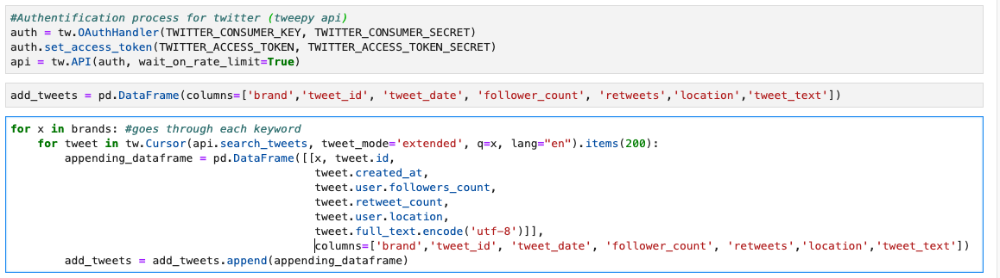 #Authentification process for twitter (tweepy api)
auth = tw.OAuthHandler(TWITTER_CONSUMER_KEY, TWITTER_CONSUMER_SECRET)
auth.set_access_token(TWITTER_ACCESS_TOKEN, TWITTER_ACCESS_TOKEN_SECRET)
api = tw.API(auth, wait_on_rate_limit=True)
add_tweets = pd.DataFrame(columns=['brand','tweet_id', 'tweet_date', 'follower_count', 'retweets','location','tweet_text'])
for x in brands: #goes through each keyword
    for tweet in tw.Cursor(api.search_tweets, tweet_mode='extended', q=x, lang="en").items(200):
        appending_dataframe = pd.DataFrame([[x, tweet.id,
                                             tweet.created_at,
                                             tweet.user.followers_count,
                                             tweet.retweet_count,
                                             tweet.user.location,
                                             tweet.full_text.encode('utf-8')]],
                                             columns=['brand','tweet_id', 'tweet_date', 'follower_count', 'retweets','location','tweet_text'])
        add_tweets = add_tweets.append(appending_dataframe)